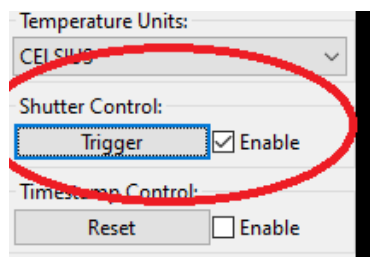 Temperature Units:
CELSIUS
Shutter Control:
Trigger Enable
Timestamp Control:
Reset Enable